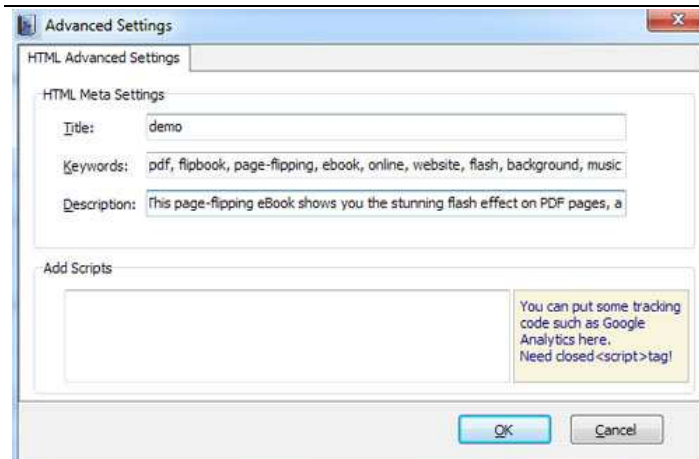 Advanced Settings
HTML Advanced Settings
HTML Meta Settings
Title: demo
Keywords: pdf, flipbook, page-flipping, ebook, online, website, flash, background, music
Description: This page-flipping eBook shows you the stunning flash effect on PDF pages, a
Add Scripts
You can put some tracking
code such as Google
Analytics here.
Need closed<script>tag!
OK Cancel